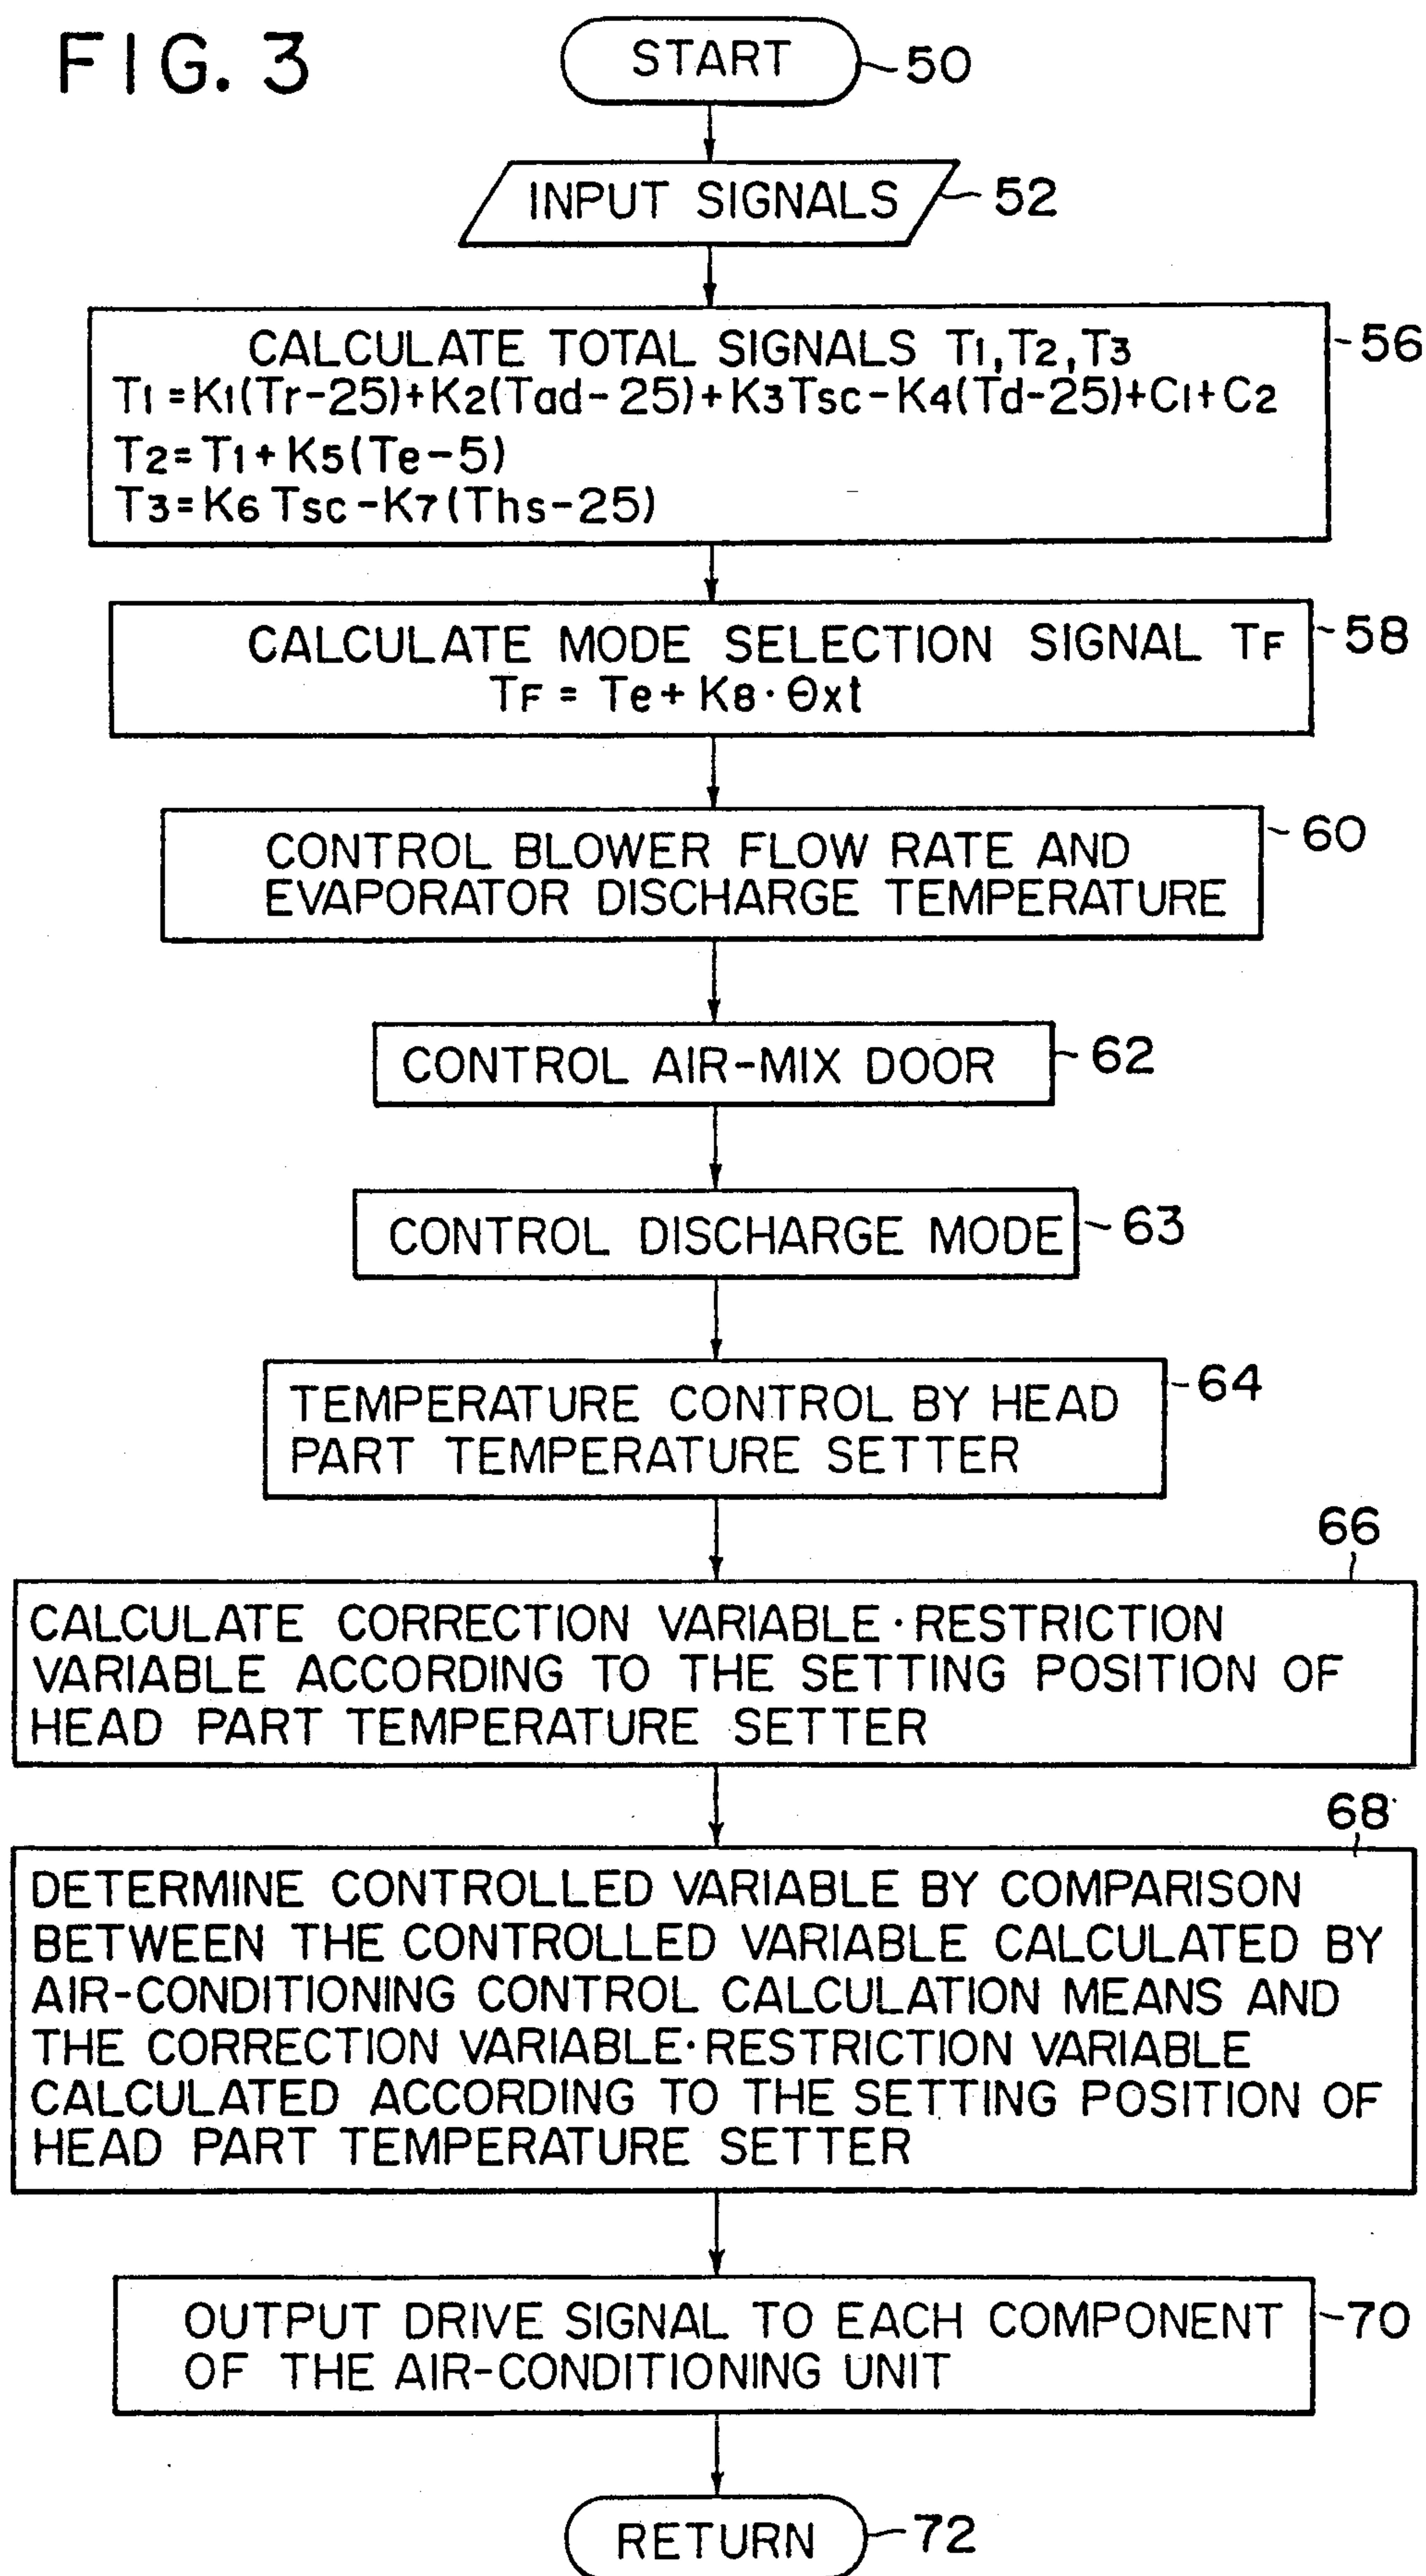 FIG. 3
START
50
INPUT SIGNALS
52
CALCULATE TOTAL SIGNALS T1, T2, T3
56
T1 = K1(Tr-25)+K2(Tad-25)+K3Tsc-K4(Td-25)+C1+C2
T2= T1+ K5(Te-5)
T3=K6 Tsc-K7(Ths-25)
CALCULATE MODE SELECTION SIGNAL TF
58
TF = Te+ K8·Θxt
CONTROL BLOWER FLOW RATE AND
60
EVAPORATOR DISCHARGE TEMPERATURE
CONTROL AIR-MIX DOOR
62
CONTROL DISCHARGE MODE
63
TEMPERATURE CONTROL BY HEAD
64
PART TEMPERATURE SETTER
66
CALCULATE CORRECTION VARIABLE·RESTRICTION
VARIABLE ACCORDING TO THE SETTING POSITION OF
HEAD PART TEMPERATURE SETTER
68
DETERMINE CONTROLLED VARIABLE BY COMPARISON
BETWEEN THE CONTROLLED VARIABLE CALCULATED BY
AIR-CONDITIONING CONTROL CALCULATION MEANS AND
THE CORRECTION VARIABLE·RESTRICTION VARIABLE
CALCULATED ACCORDING TO THE SETTING POSITION OF
HEAD PART TEMPERATURE SETTER
OUTPUT DRIVE SIGNAL TO EACH COMPONENT
70
OF THE AIR-CONDITIONING UNIT
RETURN
72